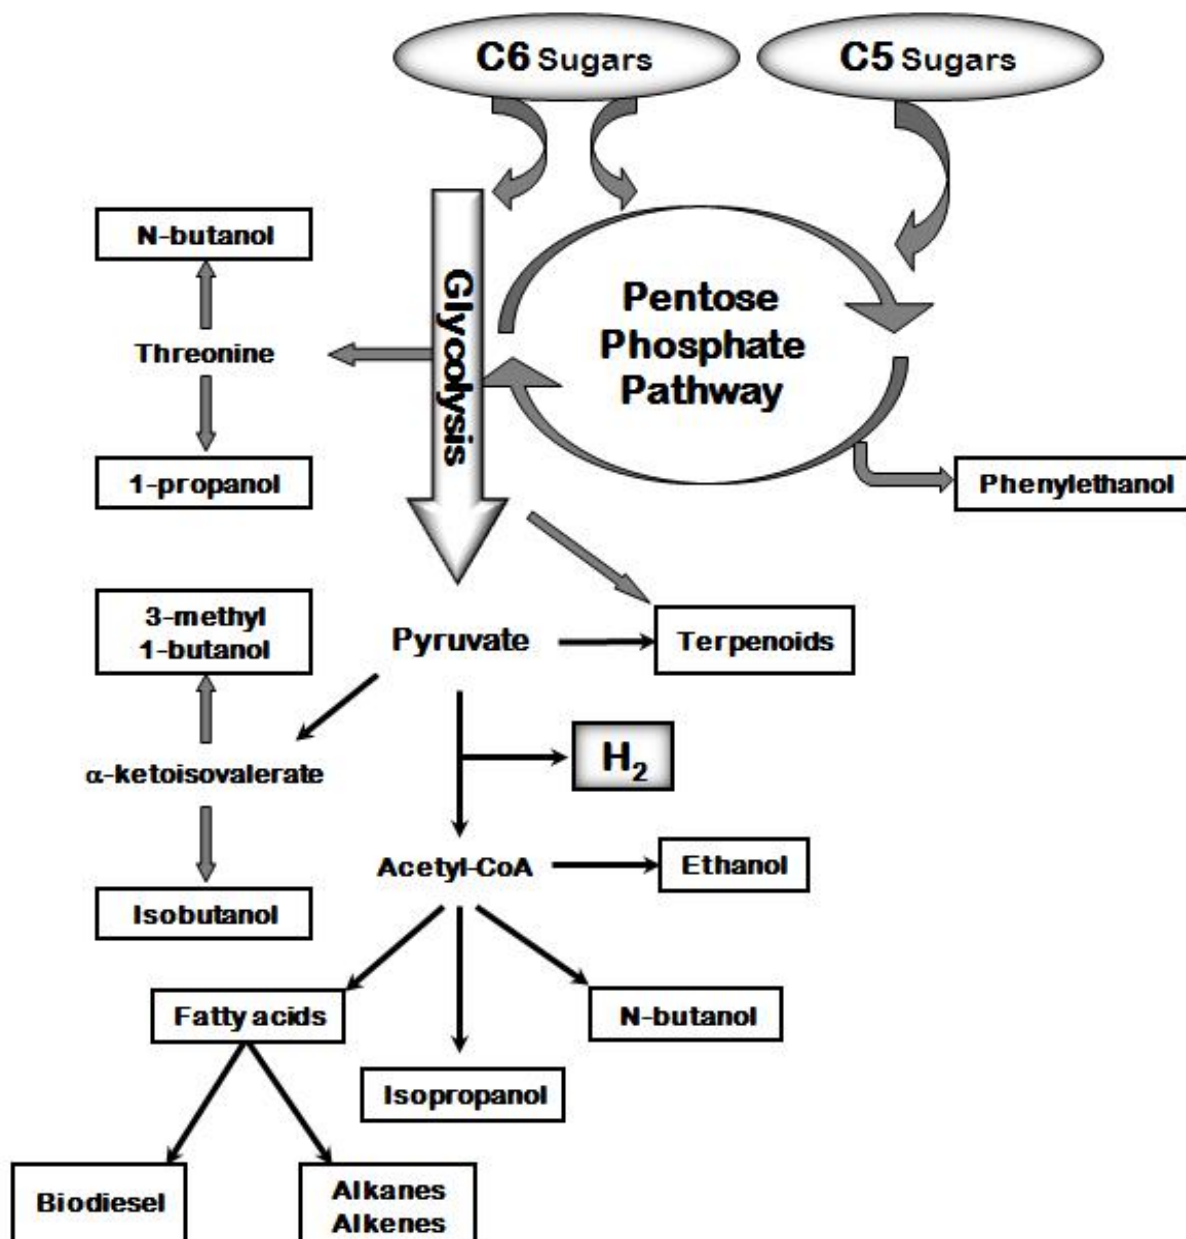 C6 Sugars
C5 Sugars
N-butanol
Glycolysis
Pentose
Phosphate
Pathway
Threonine
1-propanol
Phenylethanol
3-methyl
1-butanol
Pyruvate
Terpenoids
H₂
α-ketoisovalerate
Acetyl-CoA
Ethanol
Isobutanol
Fatty acids
N-butanol
Isopropanol
Biodiesel
Alkanes
Alkenes